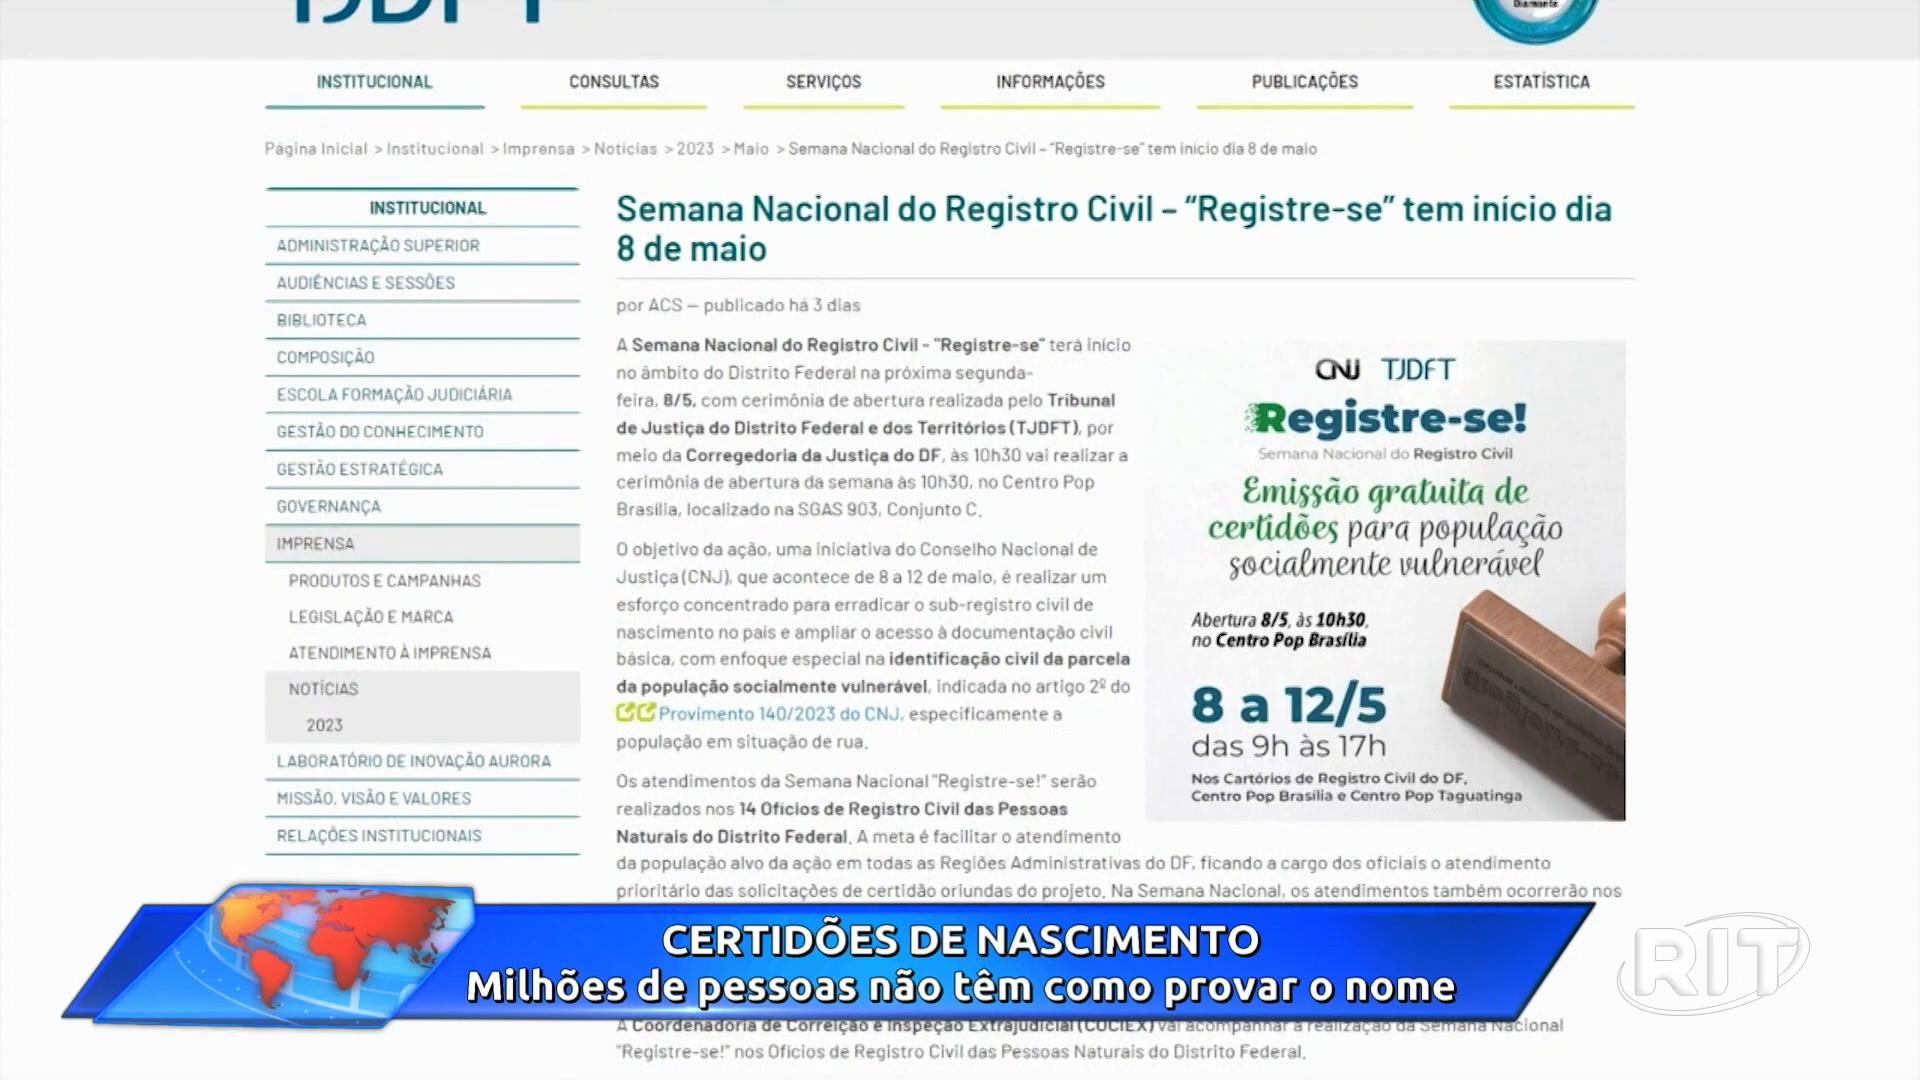 TJDFT
Diamante
INSTITUCIONAL
CONSULTAS
SERVIÇOS
INFORMAÇÕES
PUBLICAÇÕES
ESTATÍSTICA
Página Inicial > Institucional > Imprensa > Notícias > 2023 > Maio > Semana Nacional do Registro Civil – “Registre-se” tem início dia 8 de maio
INSTITUCIONAL
ADMINISTRAÇÃO SUPERIOR
AUDIÊNCIAS E SESSÕES
BIBLIOTECA
COMPOSIÇÃO
ESCOLA FORMAÇÃO JUDICIÁRIA
GESTÃO DO CONHECIMENTO
GESTÃO ESTRATÉGICA
GOVERNANÇA
IMPRENSA
PRODUTOS E CAMPANHAS
LEGISLAÇÃO E MARCA
ATENDIMENTO À IMPRENSA
NOTÍCIAS
2023
LABORATÓRIO DE INOVAÇÃO AURORA
MISSÃO, VISÃO E VALORES
RELAÇÕES INSTITUCIONAIS
Semana Nacional do Registro Civil – “Registre-se” tem início dia
8 de maio
por ACS — publicado há 3 dias
A Semana Nacional do Registro Civil - "Registre-se" terá início
no âmbito do Distrito Federal na próxima segunda-
feira, 8/5, com cerimônia de abertura realizada pelo Tribunal
de Justiça do Distrito Federal e dos Territórios (TJDFT), por
meio da Corregedoria da Justiça do DF, às 10h30 vai realizar a
cerimônia de abertura da semana às 10h30, no Centro Pop
Brasília, localizado na SGAS 903, Conjunto C.
O objetivo da ação, uma iniciativa do Conselho Nacional de
Justiça (CNJ), que acontece de 8 a 12 de maio, é realizar um
esforço concentrado para erradicar o sub-registro civil de
nascimento no país e ampliar o acesso à documentação civil
básica, com enfoque especial na identificação civil da parcela
da população socialmente vulnerável, indicada no artigo 2º do
Provimento 140/2023 do CNJ, especificamente a
população em situação de rua.
Os atendimentos da Semana Nacional "Registre-se!" serão
realizados nos 14 Ofícios de Registro Civil das Pessoas
Naturais do Distrito Federal. A meta é facilitar o atendimento
da população alvo da ação em todas as Regiões Administrativas do DF, ficando a cargo dos oficiais o atendimento
prioritário das solicitações de certidão oriundas do projeto. Na Semana Nacional, os atendimentos também ocorrerão nos
CNJ TJDFT
Registre-se!
Semana Nacional do Registro Civil
Emissão gratuita de
certidões para população
socialmente vulnerável
Abertura 8/5, às 10h30,
no Centro Pop Brasília
8 a 12/5
das 9h às 17h
Nos Cartórios de Registro Civil do DF,
Centro Pop Brasília e Centro Pop Taguatinga
CERTIDÕES DE NASCIMENTO
Milhões de pessoas não têm como provar o nome
RIT
A Coordenadoria de Correição e Inspeção Extrajudicial (COCIEX) vai acompanhar a realização da Semana Nacional
"Registre-se!" nos Ofícios de Registro Civil das Pessoas Naturais do Distrito Federal.